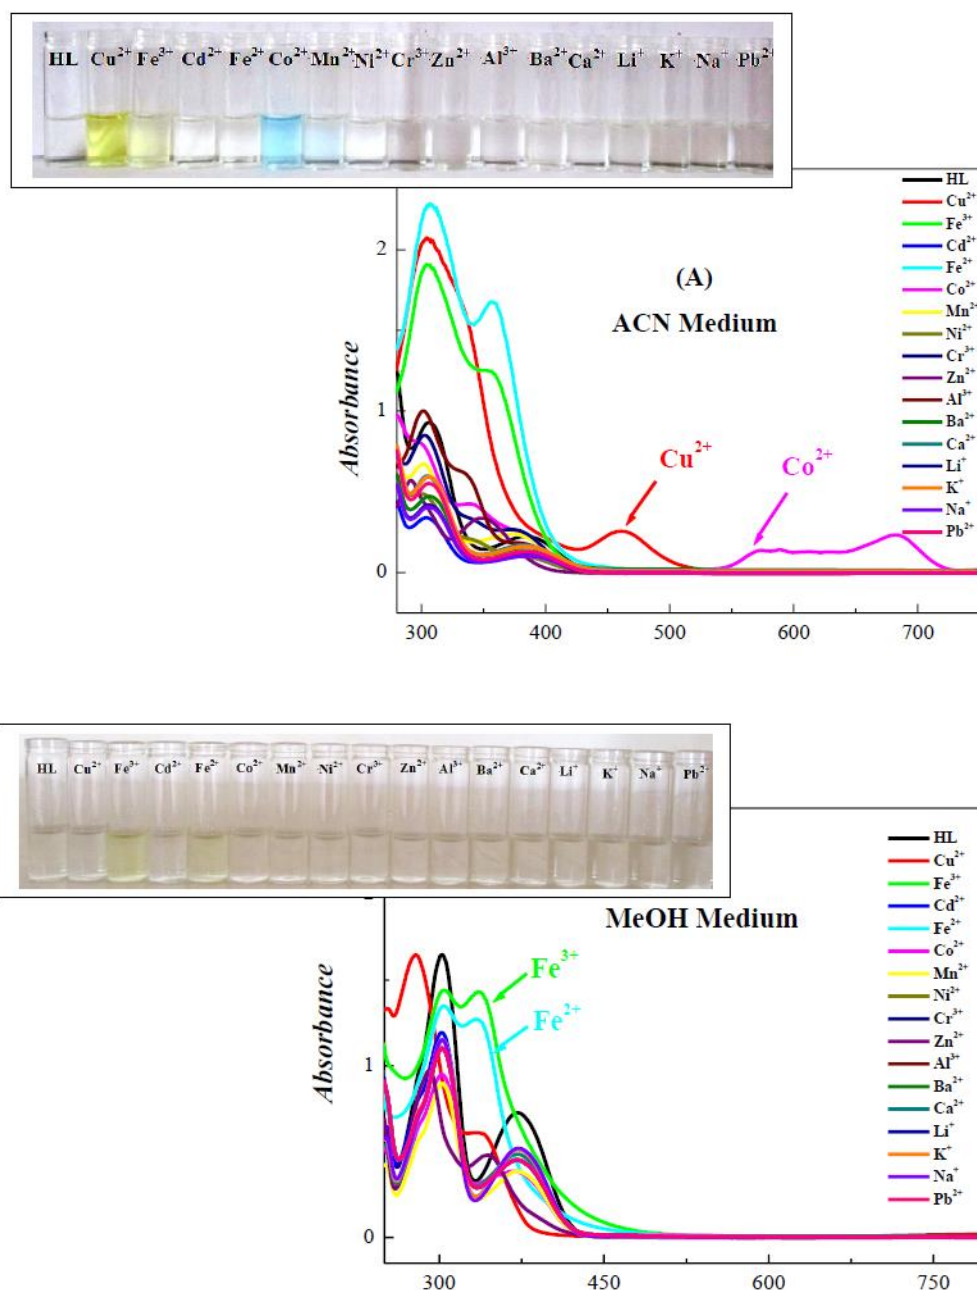 HL Cu²⁺ Fe³⁺ Cd²⁺ Fe²⁺ Co²⁺ Mn²⁺ Ni²⁺ Cr³⁺ Zn²⁺ Al³⁺ Ba²⁺ Ca²⁺ Li⁺ K⁺ Na⁺ Pb²⁺
HL
Cu²⁺
Fe³⁺
Cd²⁺
Fe²⁺
Co²⁺
Mn²⁺
Ni²⁺
Cr³⁺
Zn²⁺
Al³⁺
Ba²⁺
Ca²⁺
Li⁺
K⁺
Na⁺
Pb²⁺
(A)
ACN Medium
Absorbance
2
1
0
Cu²⁺
Co²⁺
300 400 500 600 700
HL Cu²⁺ Fe³⁺ Cd²⁺ Fe²⁺ Co²⁺ Mn²⁺ Ni²⁺ Cr³⁺ Zn²⁺ Al³⁺ Ba²⁺ Ca²⁺ Li⁺ K⁺ Na⁺ Pb²⁺
MeOH Medium
HL
Cu²⁺
Fe³⁺
Cd²⁺
Fe²⁺
Co²⁺
Mn²⁺
Ni²⁺
Cr³⁺
Zn²⁺
Al³⁺
Ba²⁺
Ca²⁺
Li⁺
K⁺
Na⁺
Pb²⁺
Absorbance
1
0
Fe³⁺
Fe²⁺
300 450 600 750